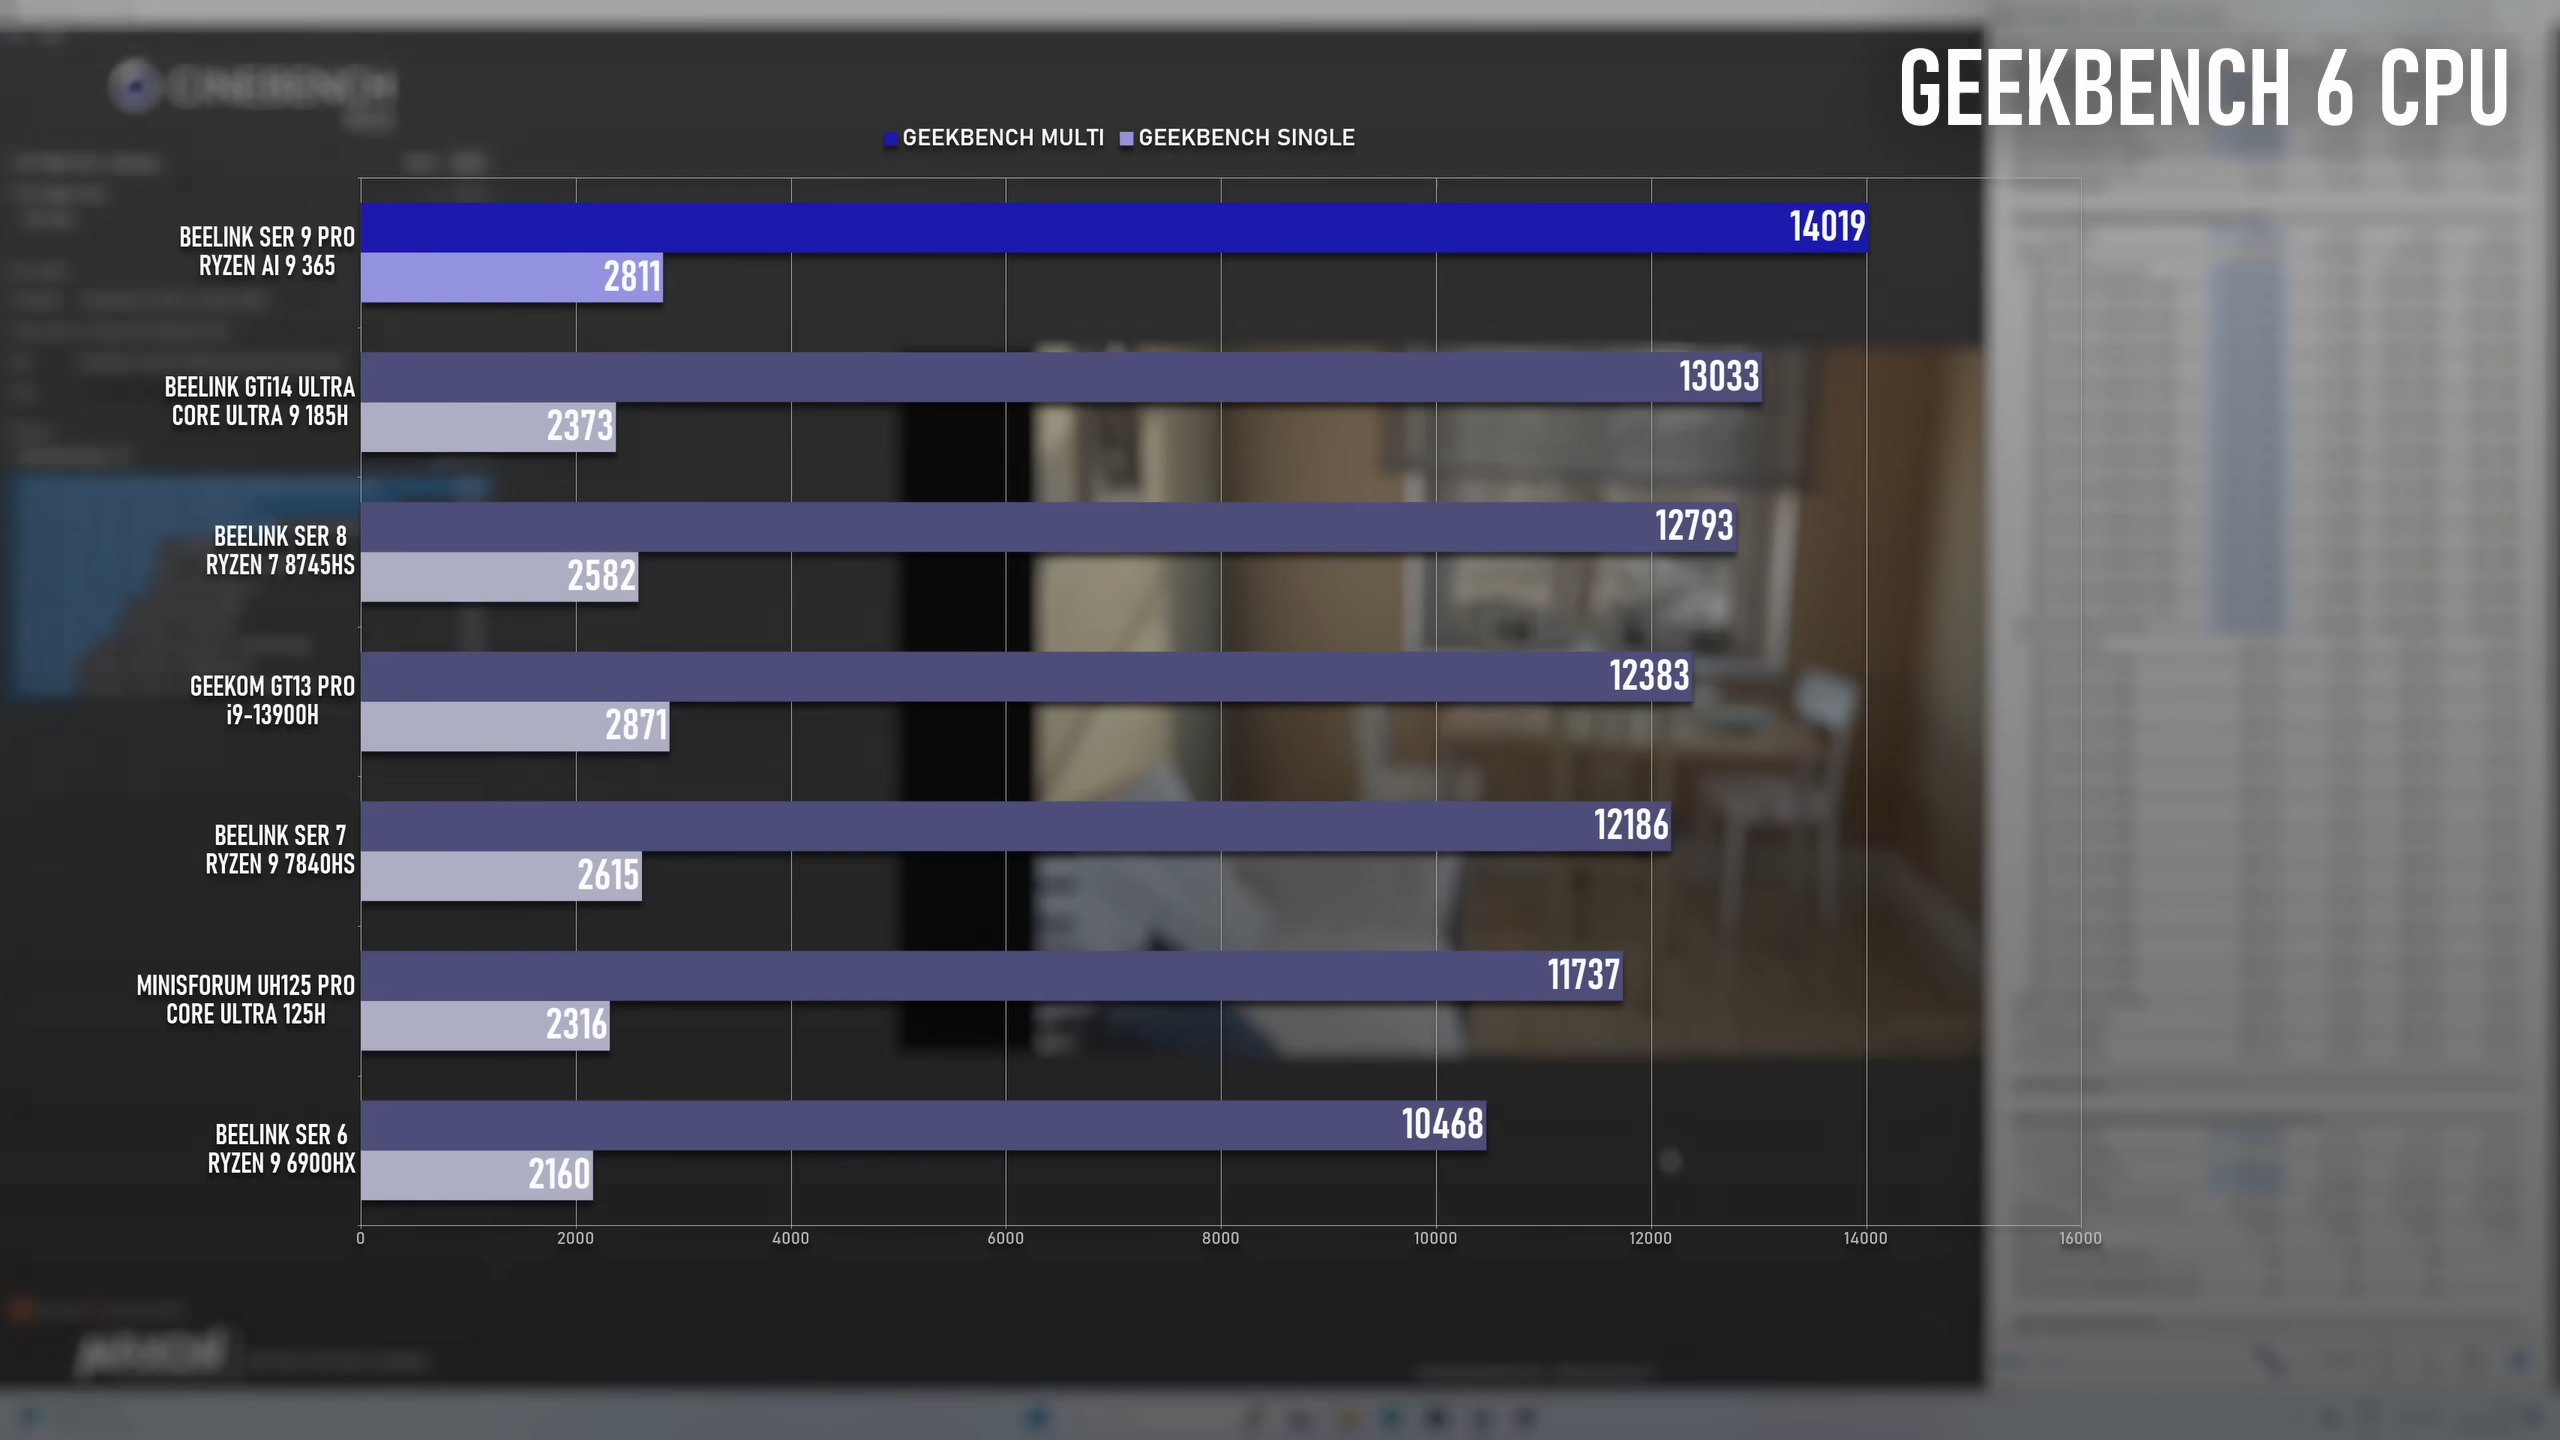 GEEKBENCH 6 CPU
GEEKBENCH MULTI GEEKBENCH SINGLE
BEELINK SER 9 PRO
RYZEN AI 9 365
14019
2811
BEELINK GTi14 ULTRA
CORE ULTRA 9 185H
13033
2373
BEELINK SER 8
RYZEN 7 8745HS
12793
2582
GEEKOM GT13 PRO
i9-13900H
12383
2871
BEELINK SER 7
RYZEN 9 7840HS
12186
2615
MINISFORUM UH125 PRO
CORE ULTRA 125H
11737
2316
BEELINK SER 6
RYZEN 9 6900HX
10468
2160
0 2000 4000 6000 8000 10000 12000 14000 16000